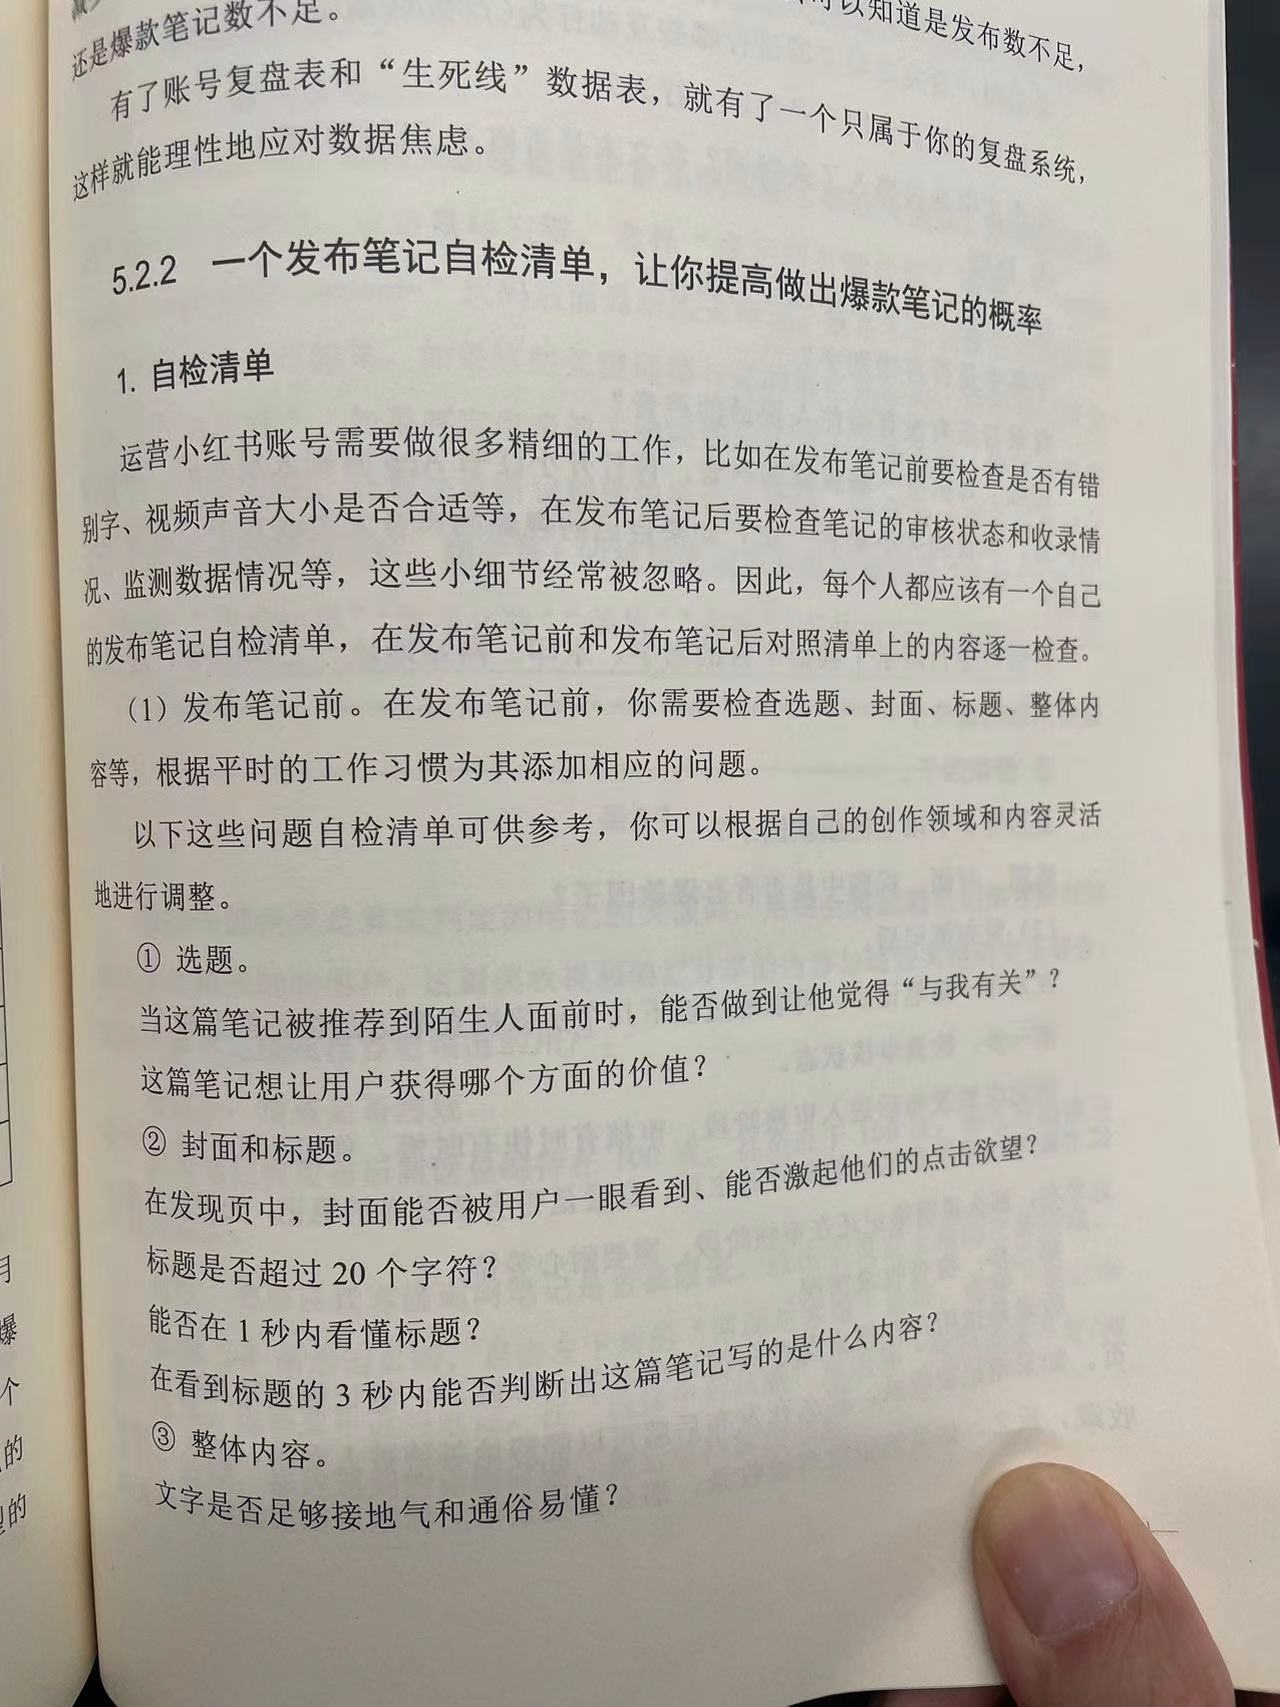 可以知道是发布数不足，
还是爆款笔记数不足。
有了账号复盘表和“生死线”数据表，就有了一个只属于你的复盘系统，
这样就能理性地应对数据焦虑。
5.2.2 一个发布笔记自检清单，让你提高做出爆款笔记的概率
1. 自检清单
运营小红书账号需要做很多精细的工作，比如在发布笔记前要检查是否有错
别字、视频声音大小是否合适等，在发布笔记后要检查笔记的审核状态和收录情
况、监测数据情况等，这些小细节经常被忽略。因此，每个人都应该有一个自己
的发布笔记自检清单，在发布笔记前和发布笔记后对照清单上的内容逐一检查。
（1）发布笔记前。在发布笔记前，你需要检查选题、封面、标题、整体内
容等，根据平时的工作习惯为其添加相应的问题。
以下这些问题自检清单可供参考，你可以根据自己的创作领域和内容灵活
地进行调整。
① 选题。
当这篇笔记被推荐到陌生人面前时，能否做到让他觉得“与我有关”？
这篇笔记想让用户获得哪个方面的价值？
② 封面和标题。
在发现页中，封面能否被用户一眼看到、能否激起他们的点击欲望？
标题是否超过 20 个字符？
能否在 1 秒内看懂标题？
在看到标题的 3 秒内能否判断出这篇笔记写的是什么内容？
③ 整体内容。
文字是否足够接地气和通俗易懂？
月
爆
个
的
的